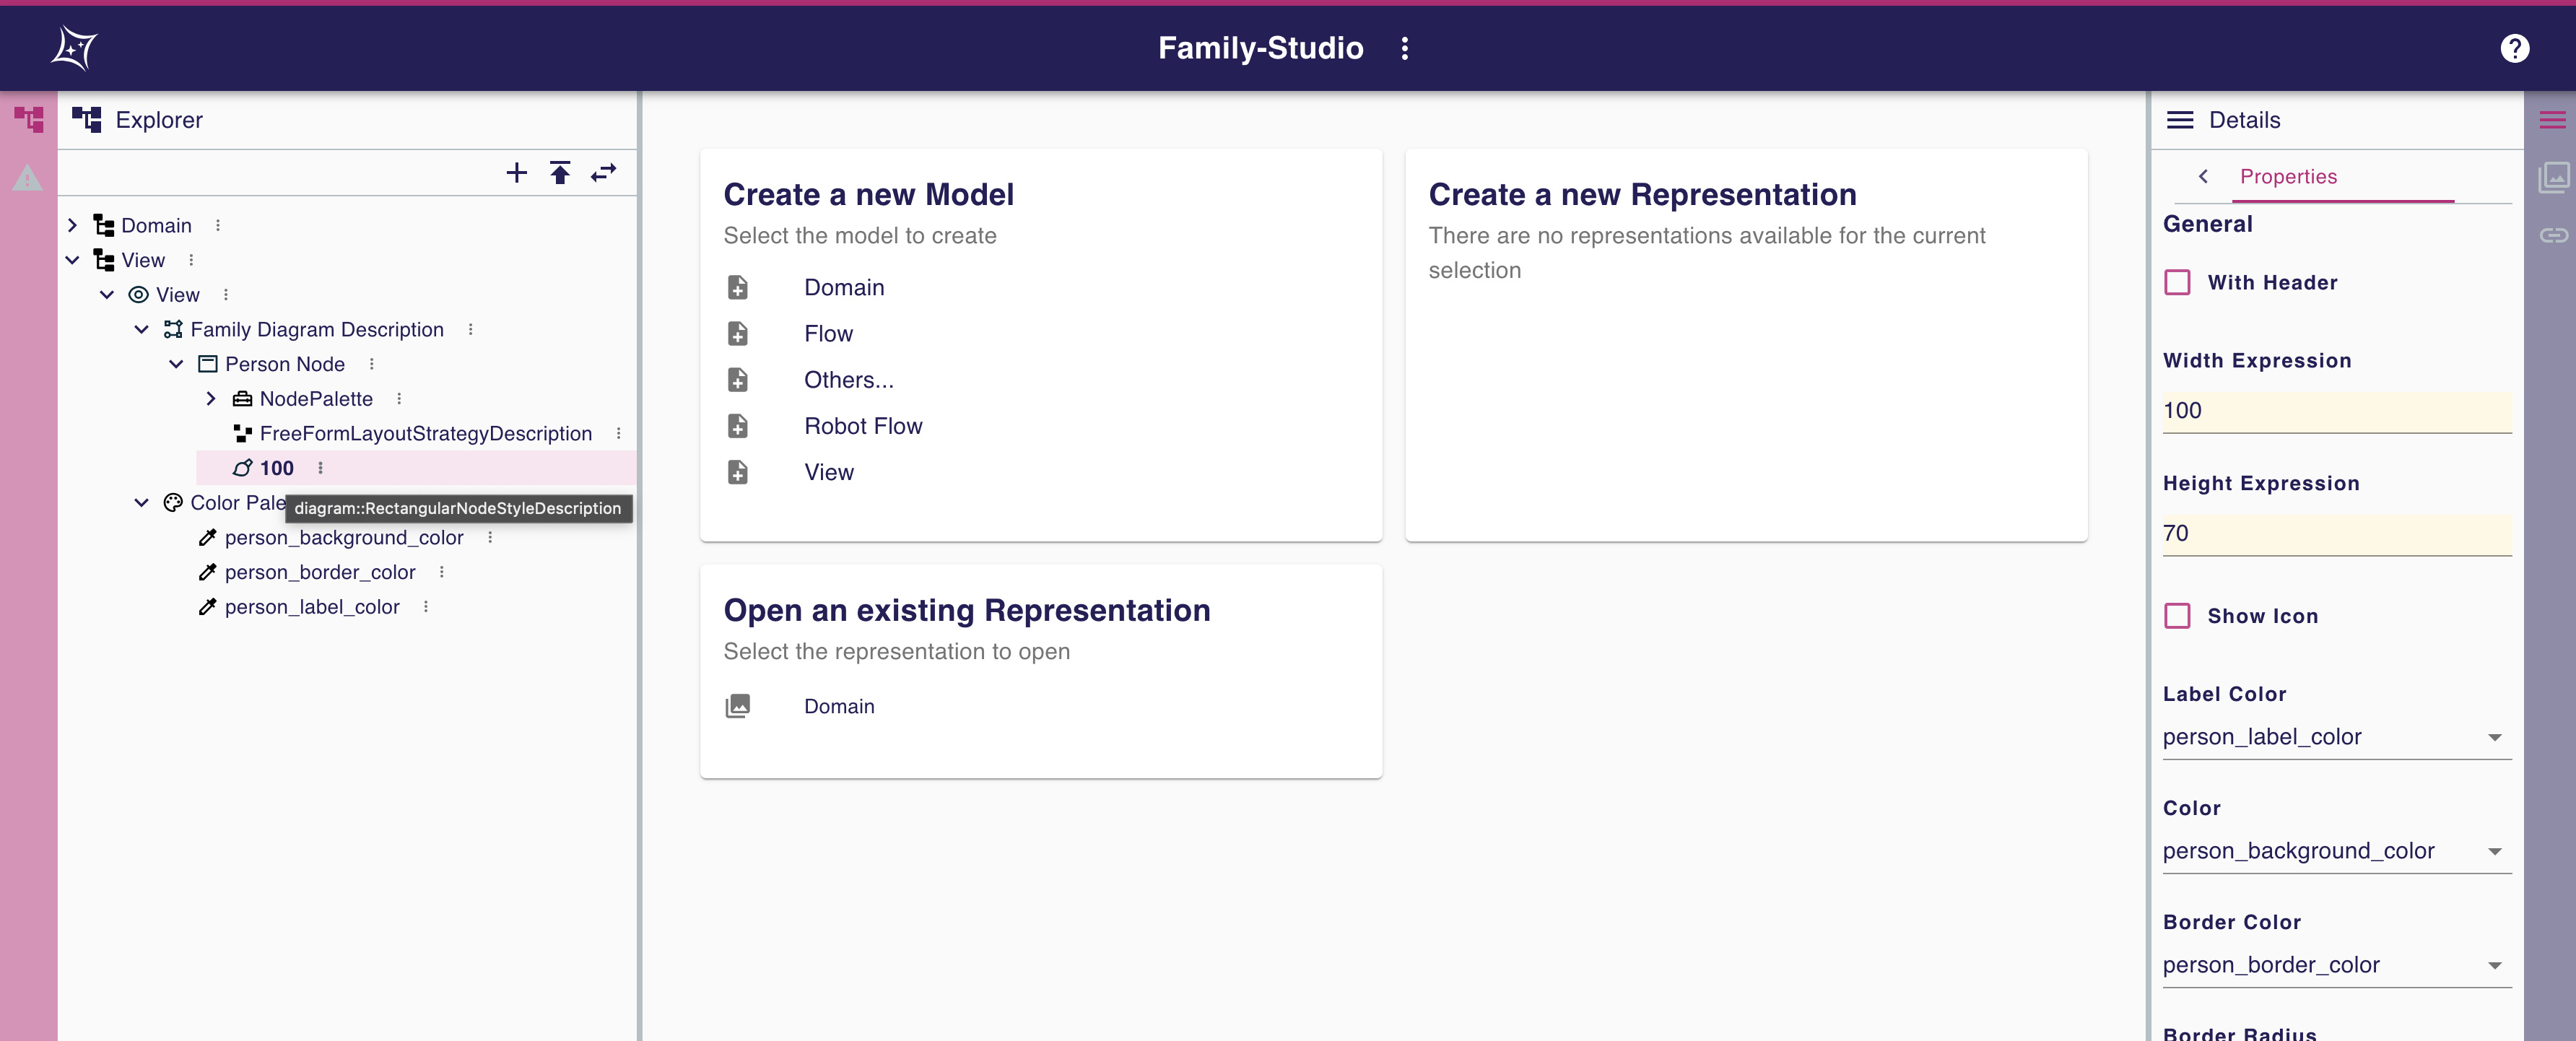 Family-Studio
Explorer
Domain
View
View
Family Diagram Description
Person Node
NodePalette
FreeFormLayoutStrategyDescription
100
Color Pale
diagram::RectangularNodeStyleDescription
person_background_color
person_border_color
person_label_color
Create a new Model
Select the model to create
Domain
Flow
Others...
Robot Flow
View
Create a new Representation
There are no representations available for the current
selection
Open an existing Representation
Select the representation to open
Domain
Details
Properties
General
With Header
Width Expression
100
Height Expression
70
Show Icon
Label Color
person_label_color
Color
person_background_color
Border Color
person_border_color
Border Radius